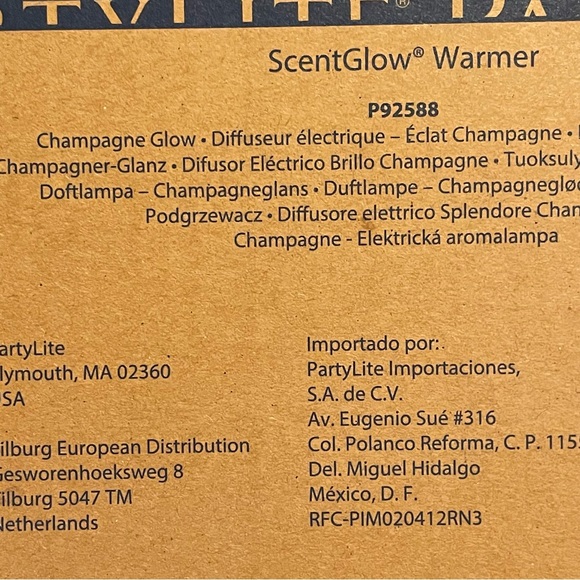 ScentGlow® Warmer
P92588
Champagne Glow • Diffuseur électrique – Éclat Champagne •
Champagner-Glanz • Difusor Eléctrico Brillo Champagne • Tuoksuly
Doftlampa – Champagneglans • Duftlampe – Champagneglød
Podgrzewacz • Diffusore elettrico Splendore Cham
Champagne - Elektrická aromalampa
artyLite
lymouth, MA 02360
SA
ilburg European Distribution
Gesworenhoeksweg 8
ilburg 5047 TM
Netherlands
Importado por:
PartyLite Importaciones,
S.A. de C.V.
Av. Eugenio Sué #316
Col. Polanco Reforma, C. P. 115
Del. Miguel Hidalgo
México, D. F.
RFC-PIM020412RN3